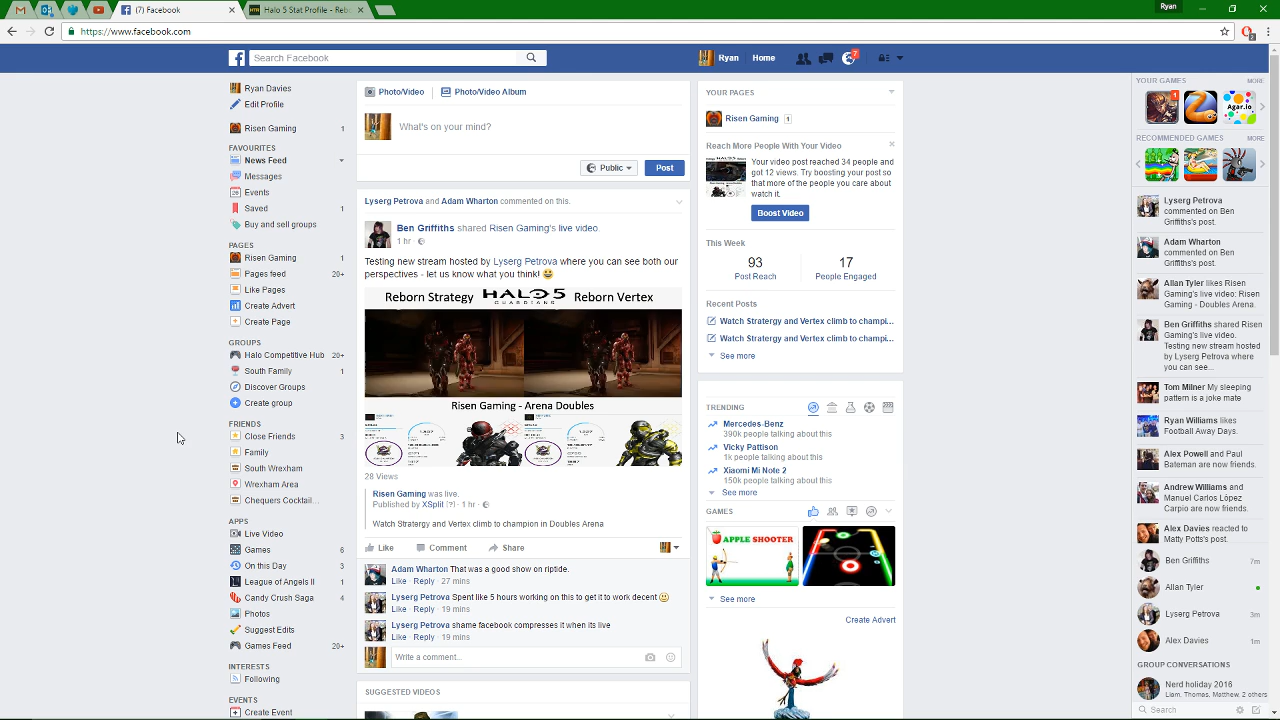 (7) Facebook
Halo 5 Stat Profile - Reb
Ryan
https://www.facebook.com
Search Facebook
Ryan
Home
7
Ryan Davies
Edit Profile
Risen Gaming 1
FAVOURITES
News Feed
Messages
Events
Saved 1
Buy and sell groups
PAGES
Risen Gaming 1
Pages feed 20+
Like Pages
Create Advert
Create Page
GROUPS
Halo Competitive Hub 20+
South Family 1
Discover Groups
Create group
FRIENDS
Close Friends 3
Family
South Wrexham
Wrexham Area
Chequers Cocktail...
APPS
Live Video
Games 6
On this Day 3
League of Angels II 1
Candy Crush Saga 4
Photos
Suggest Edits
Games Feed 20+
INTERESTS
Following
EVENTS
Create Event
Photo/Video
Photo/Video Album
What's on your mind?
Public
Post
Lyserg Petrova and Adam Wharton commented on this.
Ben Griffiths shared Risen Gaming's live video.
1 hr ·
Testing new stream hosted by Lyserg Petrova where you can see both our
perspectives - let us know what you think!
Reborn Strategy HALO 5 Reborn Vertex
GUARDIANS
Risen Gaming - Arena Doubles
28 Views
Risen Gaming was live.
Published by XSplit [?] · 1 hr ·
Watch Stratergy and Vertex climb to champion in Doubles Arena
Like
Comment
Share
Adam Wharton That was a good show on riptide.
Like · Reply · 27 mins
Lyserg Petrova Spent like 5 hours working on this to get it to work decent
Like · Reply · 19 mins
Lyserg Petrova shame facebook compresses it when its live
Like · Reply · 19 mins
Write a comment...
SUGGESTED VIDEOS
YOUR PAGES
Risen Gaming 1
Reach More People With Your Video
Your video post reached 34 people and
got 12 views. Try boosting your post so
that more of the people you care about
watch it.
Boost Video
This Week
93
Post Reach
17
People Engaged
Recent Posts
Watch Stratergy and Vertex climb to champi...
Watch Stratergy and Vertex climb to champi...
See more
TRENDING
Mercedes-Benz
390k people talking about this
Vicky Pattison
1k people talking about this
Xiaomi Mi Note 2
150k people talking about this
See more
GAMES
APPLE SHOOTER
See more
Create Advert
YOUR GAMES
MORE
Agar.io
RECOMMENDED GAMES
MORE
Lyserg Petrova
commented on Ben
Griffiths's post.
Adam Wharton
commented on Ben
Griffiths's post.
Allan Tyler likes Risen
Gaming's live video: Risen
Gaming - Doubles Arena.
Ben Griffiths shared Risen
Gaming's live video.
Testing new stream hosted
by Lyserg Petrova where
you can see...
Tom Milner My sleeping
pattern is a joke mate
Ryan Williams likes
Football Away Days.
Alex Powell and Paul
Bateman are now friends.
Andrew Williams and
Manuel Carlos López
Carpio are now friends.
Alex Davies reacted to
Matty Potts's post.
Ben Griffiths 7m
Allan Tyler
Lyserg Petrova 3m
Alex Davies 1m
GROUP CONVERSATIONS
Nerd holiday 2016
Liam, Thomas, Matthew, 2 others
Search